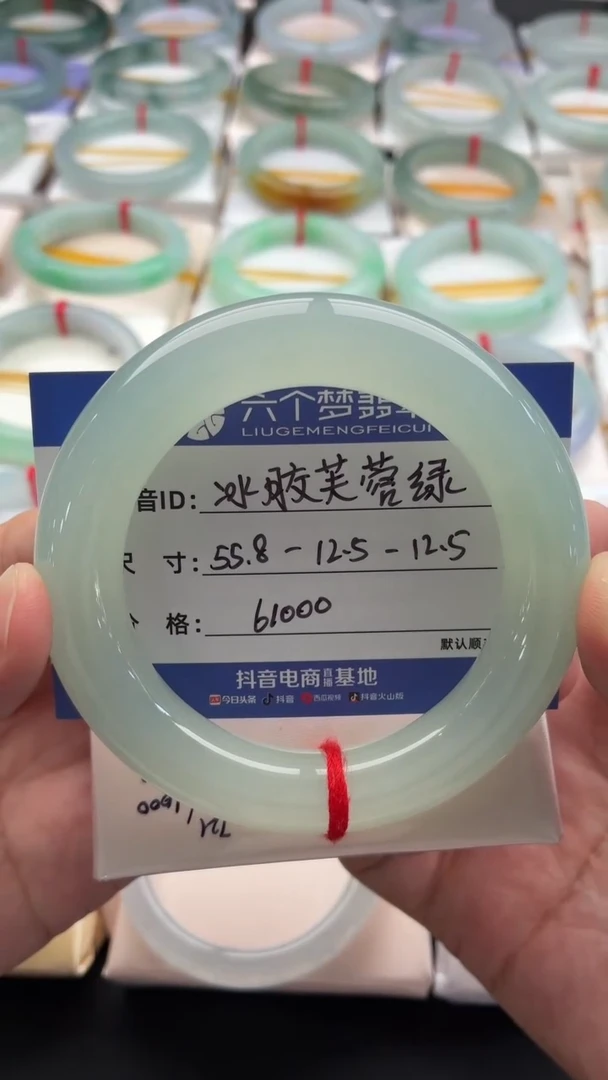 六个梦翡翠
LIUGEMENGFEICUI
音ID: 冰胶芙蓉绿
尺 寸: 55.8-12.5-12.5
格: 61000
默认顺
抖音电商直播基地
今日头条 抖音 西瓜视频 抖音火山版